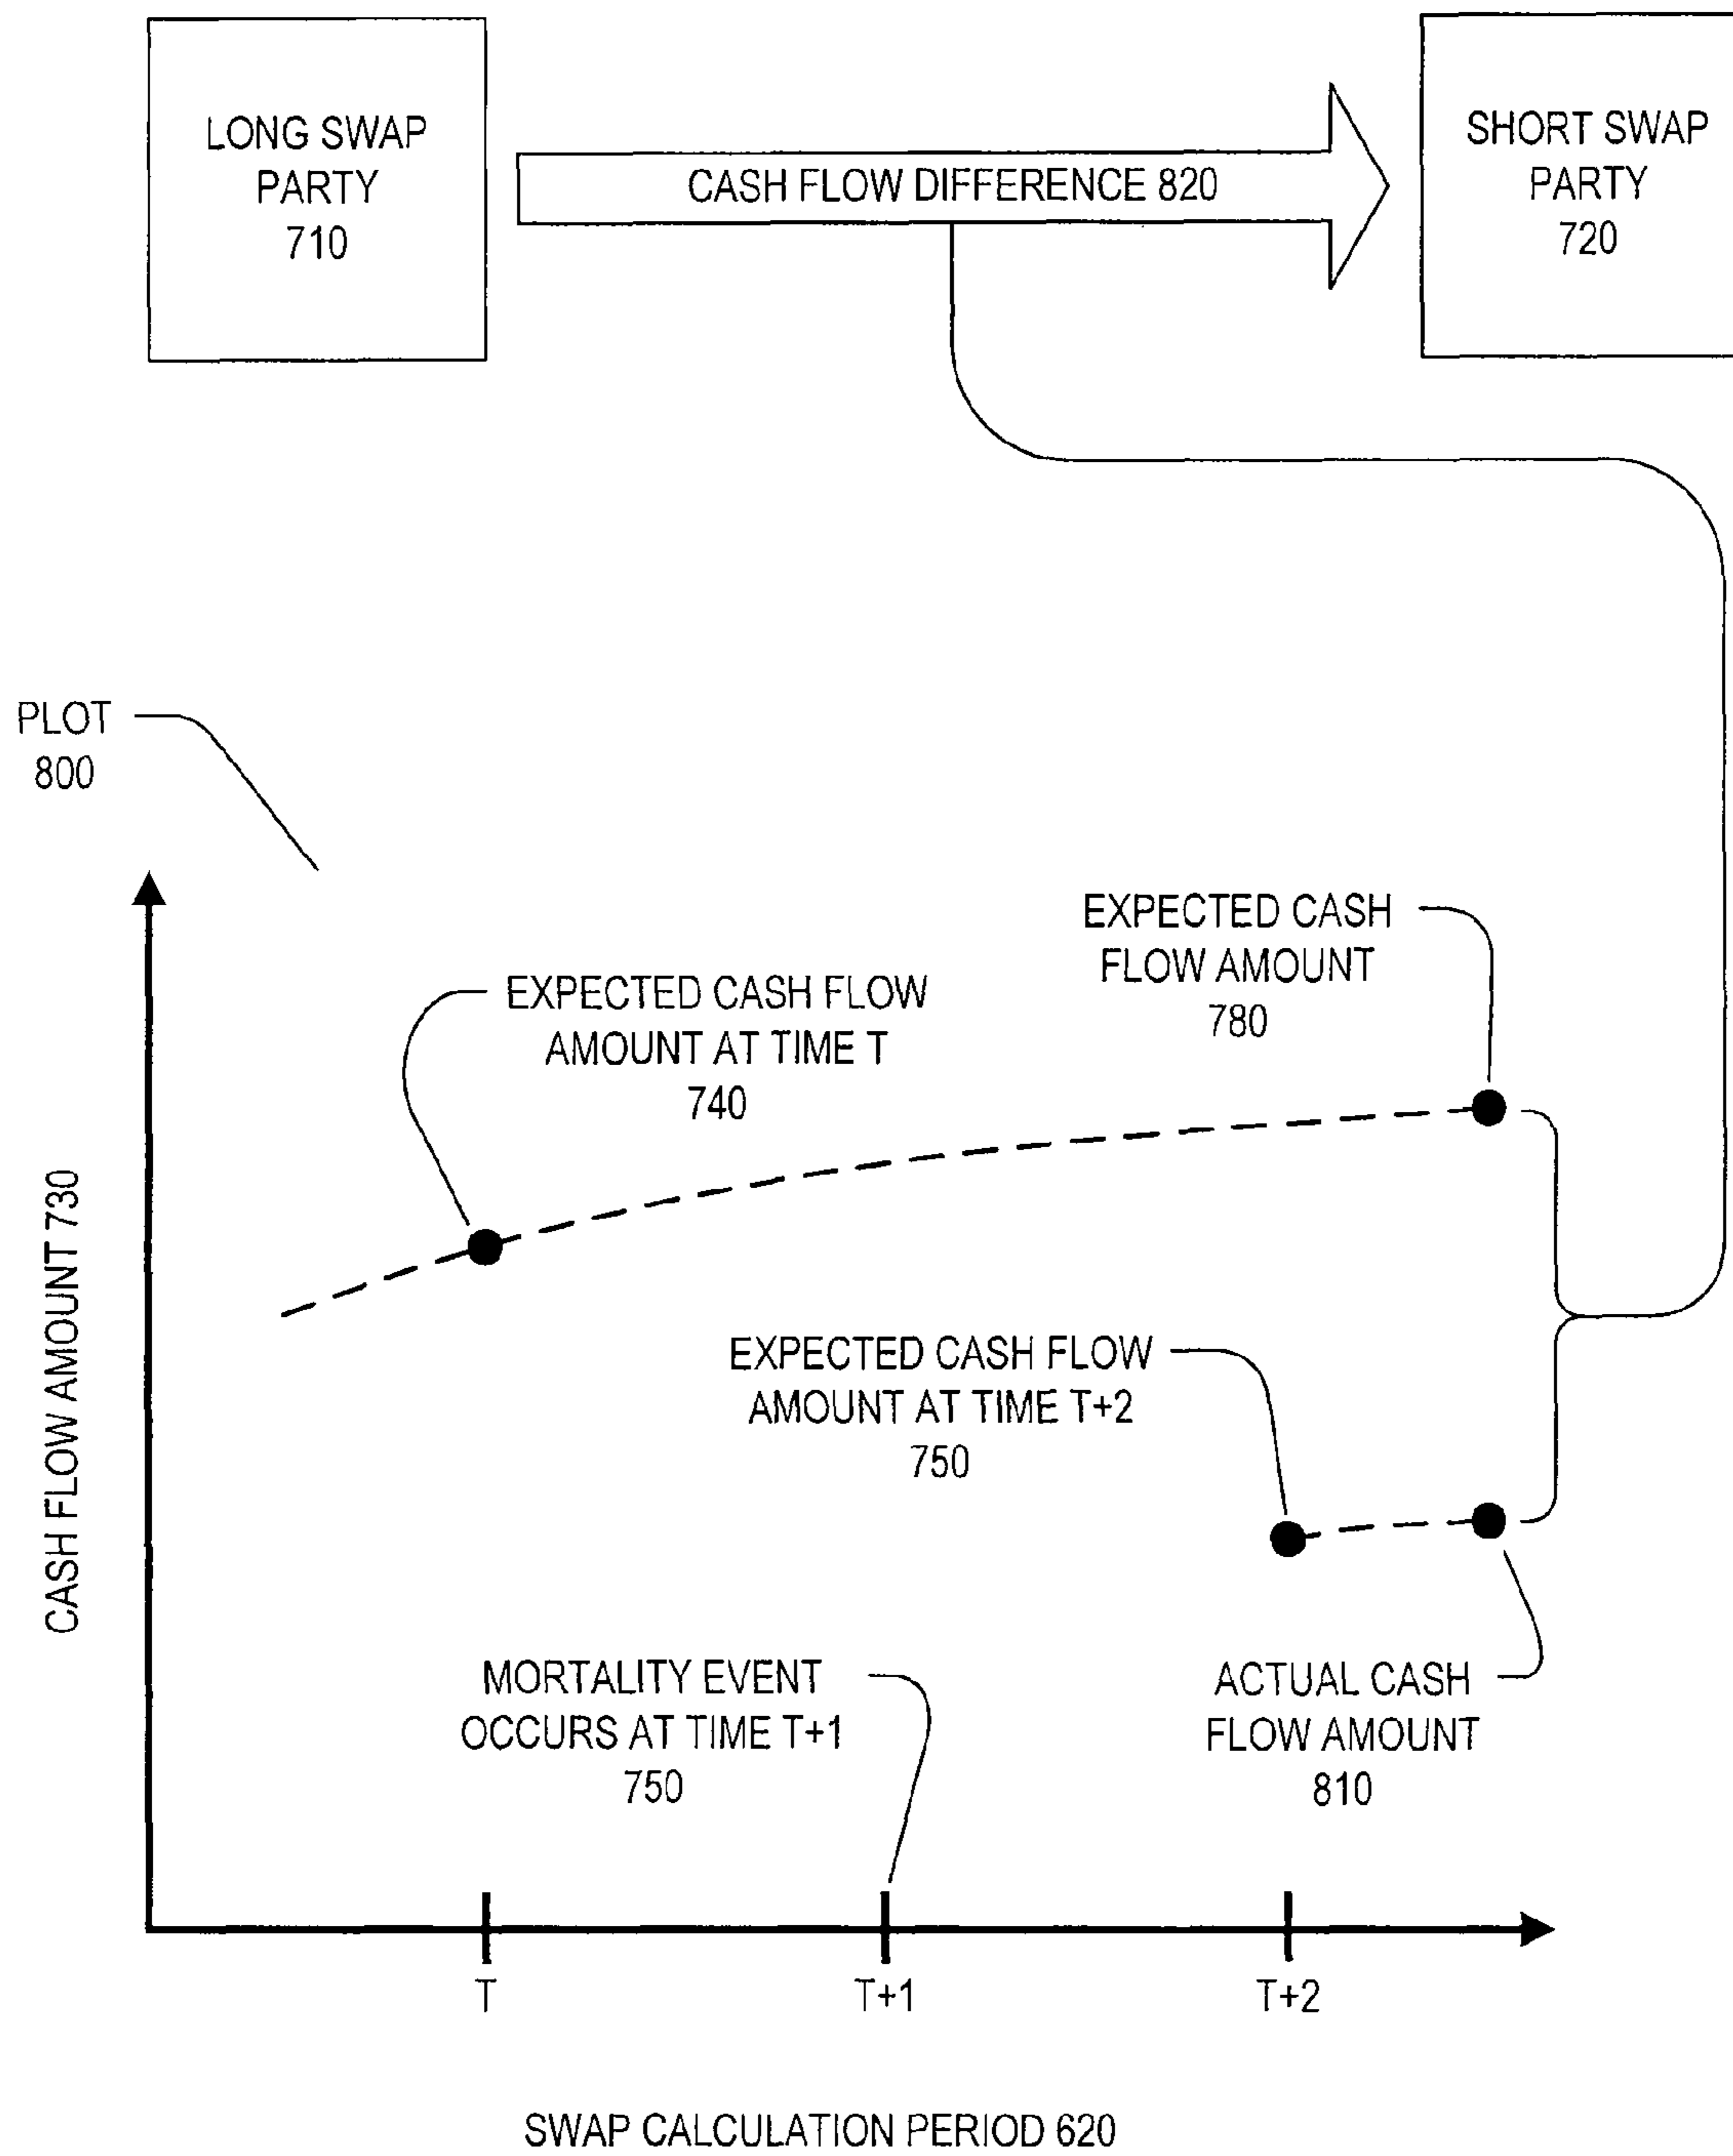 LONG SWAP
PARTY
710
CASH FLOW DIFFERENCE 820
SHORT SWAP
PARTY
720
PLOT
800
EXPECTED CASH
FLOW AMOUNT
780
EXPECTED CASH FLOW
AMOUNT AT TIME T
740
CASH FLOW AMOUNT 730
EXPECTED CASH FLOW
AMOUNT AT TIME T+2
750
MORTALITY EVENT
OCCURS AT TIME T+1
750
ACTUAL CASH
FLOW AMOUNT
810
T
T+1
T+2
SWAP CALCULATION PERIOD 620